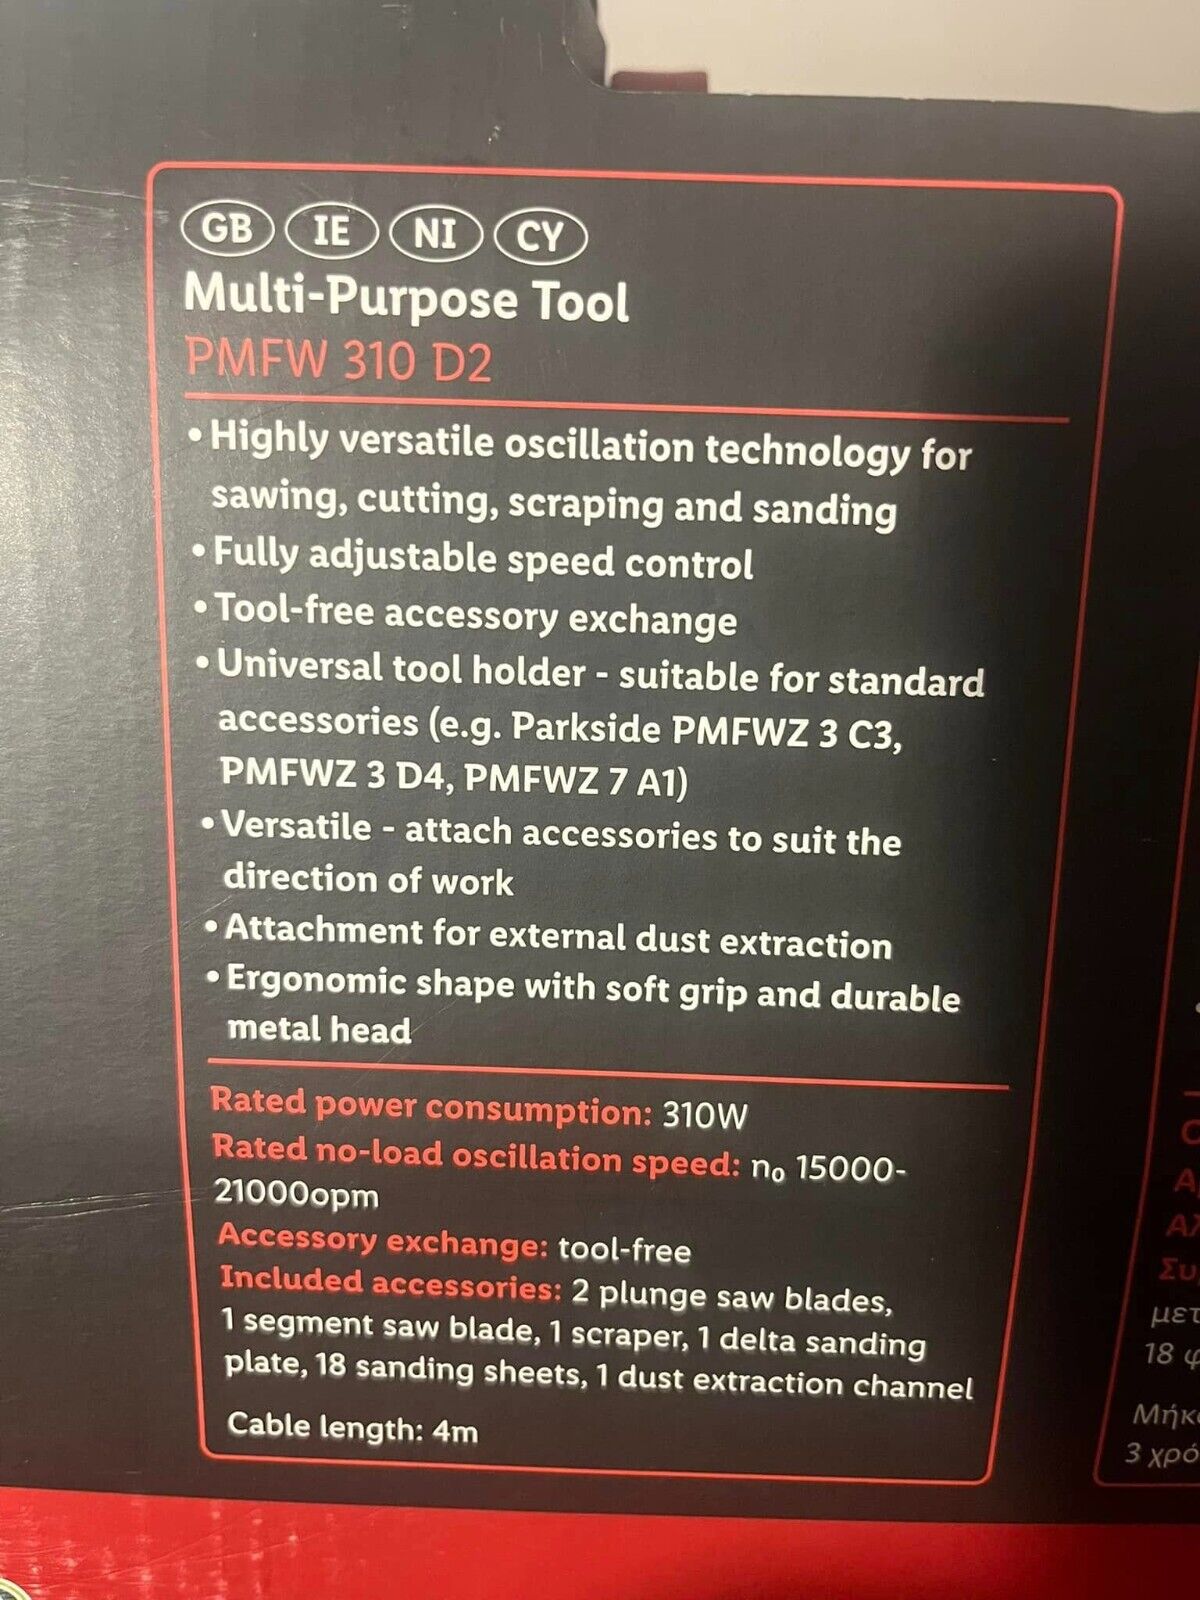 GB IE NI CY
Multi-Purpose Tool
PMFW 310 D2
• Highly versatile oscillation technology for
sawing, cutting, scraping and sanding
• Fully adjustable speed control
• Tool-free accessory exchange
• Universal tool holder - suitable for standard
accessories (e.g. Parkside PMFWZ 3 C3,
PMFWZ 3 D4, PMFWZ 7 A1)
• Versatile - attach accessories to suit the
direction of work
• Attachment for external dust extraction
• Ergonomic shape with soft grip and durable
metal head
Rated power consumption: 310W
Rated no-load oscillation speed: n₀ 15000-
21000opm
Accessory exchange: tool-free
Included accessories: 2 plunge saw blades,
1 segment saw blade, 1 scraper, 1 delta sanding
plate, 18 sanding sheets, 1 dust extraction channel
Cable length: 4m
18
3